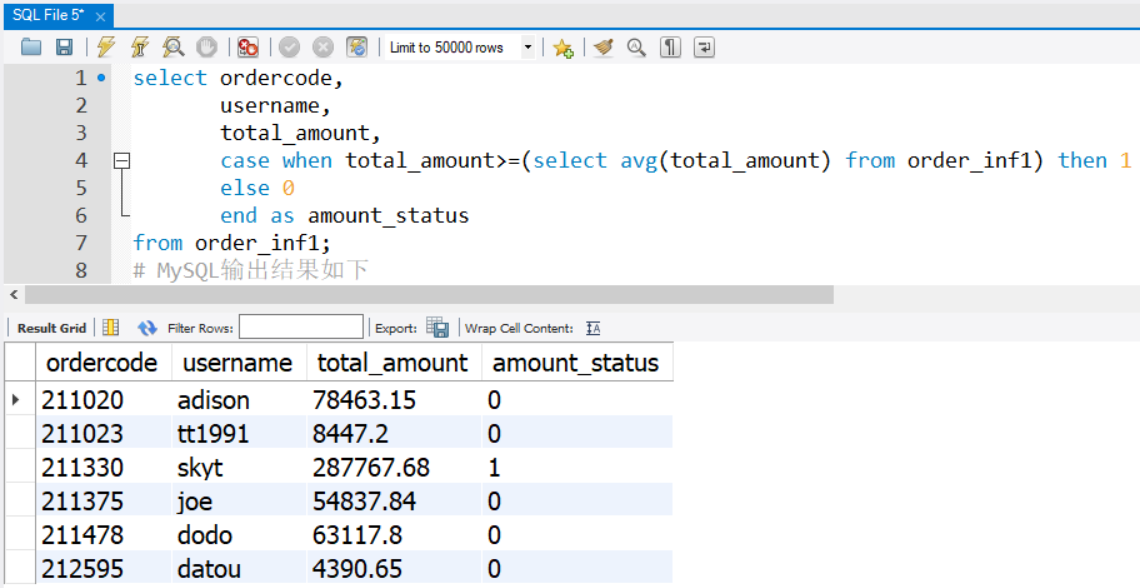 SQL File 5*
Limit to 50000 rows
1 select ordercode,
2 username,
3 total_amount,
4 case when total_amount>=(select avg(total_amount) from order_inf1) then 1
5 else 0
6 end as amount_status
7 from order_inf1;
8 # MySQL输出结果如下
Result Grid Filter Rows: Export: Wrap Cell Content:
ordercode username total_amount amount_status
211020 adison 78463.15 0
211023 tt1991 8447.2 0
211330 skyt 287767.68 1
211375 joe 54837.84 0
211478 dodo 63117.8 0
212595 datou 4390.65 0